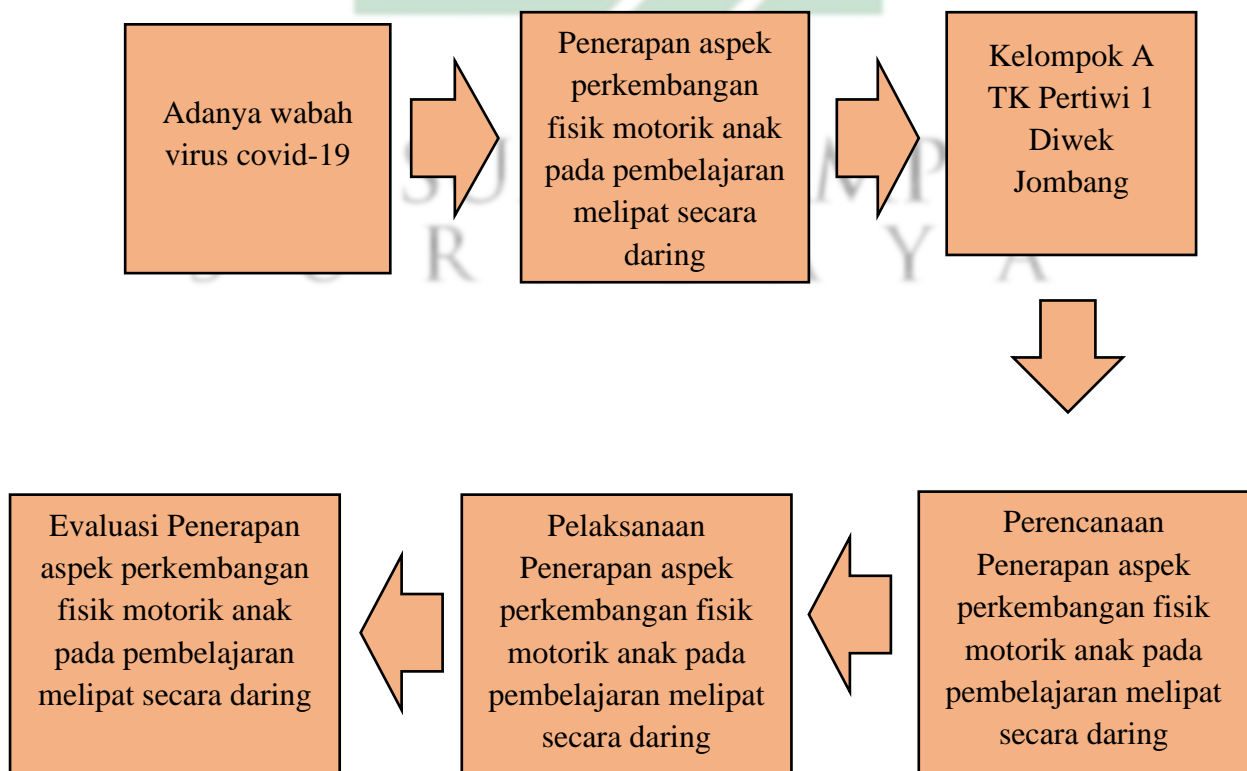 Adanya wabah
virus covid-19
Penerapan aspek
perkembangan
fisik motorik anak
pada pembelajaran
melipat secara
daring
Kelompok A
TK Pertiwi 1
Diwek
Jombang
Perencanaan
Penerapan aspek
perkembangan fisik
motorik anak pada
pembelajaran melipat
secara daring
Pelaksanaan
Penerapan aspek
perkembangan fisik
motorik anak pada
pembelajaran melipat
secara daring
Evaluasi Penerapan
aspek perkembangan
fisik motorik anak
pada pembelajaran
melipat secara daring